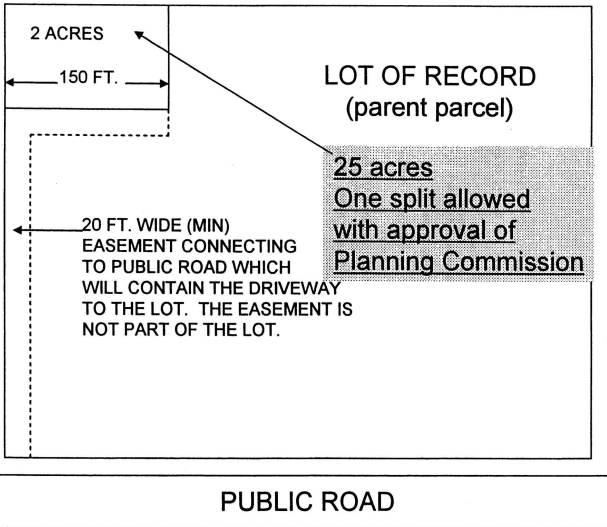 2 ACRES
150 FT.
LOT OF RECORD
(parent parcel)
25 acres
One split allowed
with approval of
Planning Commission
20 FT. WIDE (MIN)
EASEMENT CONNECTING
TO PUBLIC ROAD WHICH
WILL CONTAIN THE DRIVEWAY
TO THE LOT. THE EASEMENT IS
NOT PART OF THE LOT.
PUBLIC ROAD